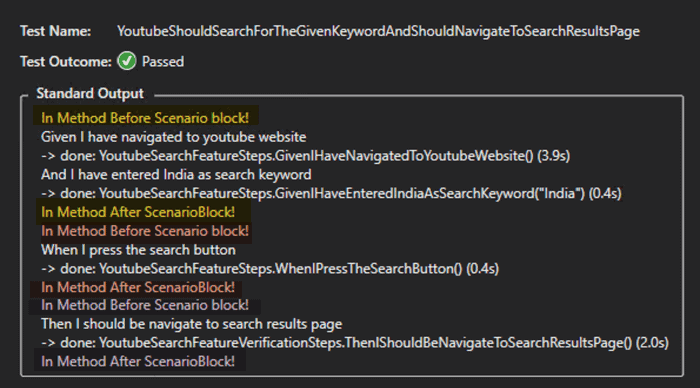 Test Name: YoutubeShouldSearchForTheGivenKeywordAndShouldNavigateToSearchResultsPage
Test Outcome: Passed
Standard Output
In Method Before Scenario block!
Given I have navigated to youtube website
-> done: YoutubeSearchFeatureSteps.GivenIHaveNavigatedToYoutubeWebsite() (3.9s)
And I have entered India as search keyword
-> done: YoutubeSearchFeatureSteps.GivenIHaveEnteredIndiaAsSearchKeyword("India") (0.4s)
In Method After ScenarioBlock!
In Method Before Scenario block!
When I press the search button
-> done: YoutubeSearchFeatureSteps.WhenIPressTheSearchButton() (0.4s)
In Method After ScenarioBlock!
In Method Before Scenario block!
Then I should be navigate to search results page
-> done: YoutubeSearchFeatureVerificationSteps.ThenIShouldBeNavigateToSearchResultsPage() (2.0s)
In Method After ScenarioBlock!